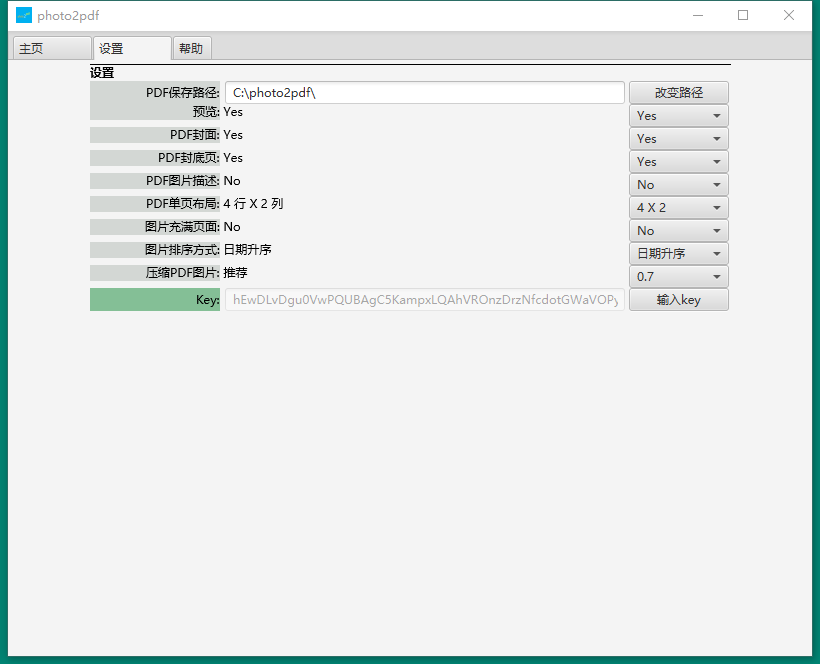 photo2pdf
主页 设置 帮助
设置
PDF保存路径: C:\photo2pdf\ 改变路径
预览: Yes Yes
PDF封面: Yes Yes
PDF封底页: Yes Yes
PDF图片描述: No No
PDF单页布局: 4 行 X 2 列 4 X 2
图片充满页面: No No
图片排序方式: 日期升序 日期升序
压缩PDF图片: 推荐 0.7
Key: hEwDLvDgu0VwPQUBAgC5KampxLQAhVROnzDrzNfcdotGWaVOPy 输入key